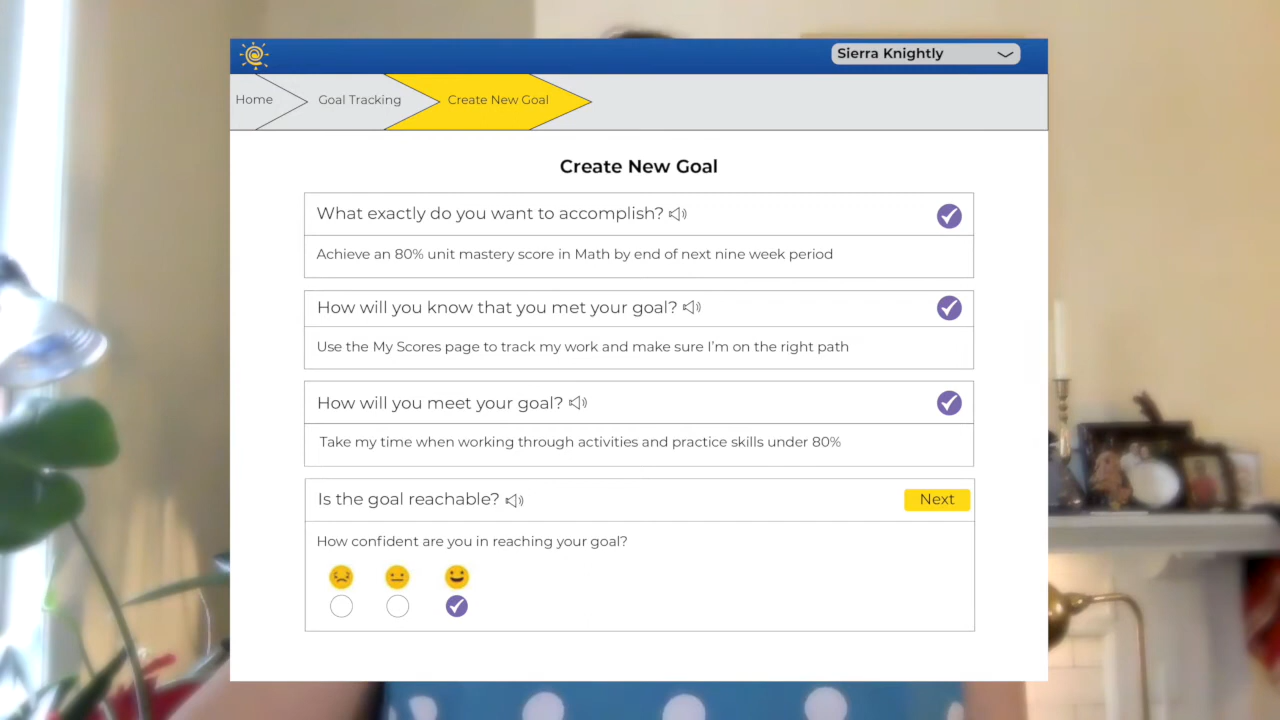 Sierra Knightly
Home
Goal Tracking
Create New Goal
Create New Goal
What exactly do you want to accomplish?
Achieve an 80% unit mastery score in Math by end of next nine week period
How will you know that you met your goal?
Use the My Scores page to track my work and make sure I'm on the right path
How will you meet your goal?
Take my time when working through activities and practice skills under 80%
Is the goal reachable?
Next
How confident are you in reaching your goal?